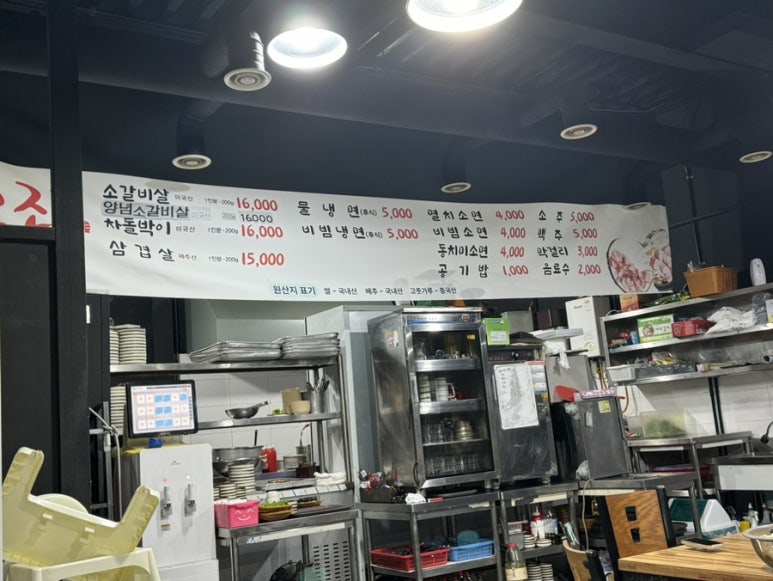 소갈비살 미국산 1인분-200g 16,000
양념소갈비살 미국산 200g 16,000
차돌박이 미국산 1인분-200g 16,000
삼겹살 1인분-200g 15,000
물냉면(후식) 5,000
비빔냉면(후식) 5,000
멸치소면 4,000
비빔소면 4,000
동치미소면 4,000
공기밥 1,000
소주 5,000
맥주 5,000
막걸리 3,000
음료수 2,000
원산지 표기 쌀-국내산 배추-국내산 고춧가루-중국산